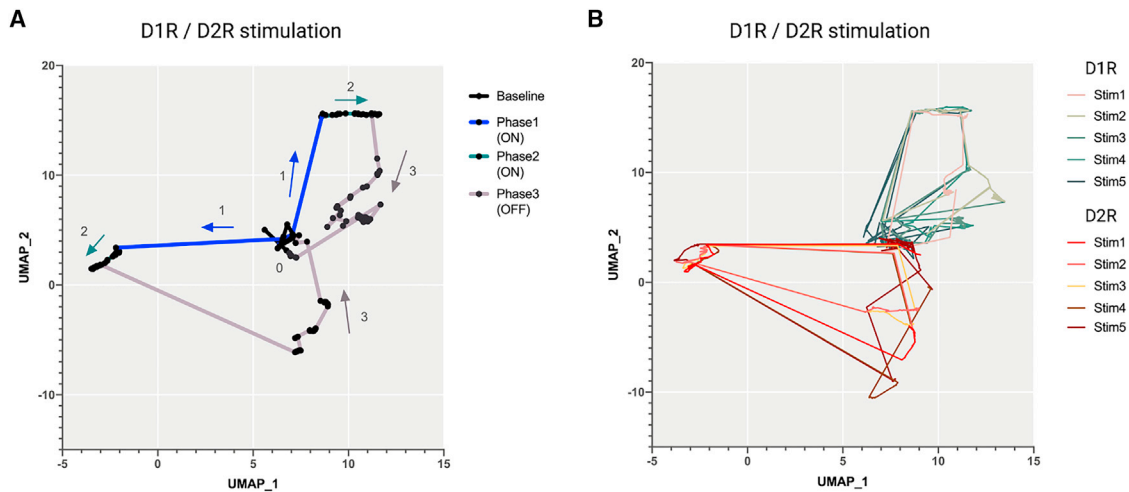 A
D1R / D2R stimulation
20
10
0
-10
-5
0
5
10
15
UMAP_2
UMAP_1
2
3
1
1
2
0
3
Baseline
Phase1
(ON)
Phase2
(ON)
Phase3
(OFF)
B
D1R / D2R stimulation
20
10
0
-10
-5
0
5
10
15
UMAP_2
UMAP_1
D1R
Stim1
Stim2
Stim3
Stim4
Stim5
D2R
Stim1
Stim2
Stim3
Stim4
Stim5